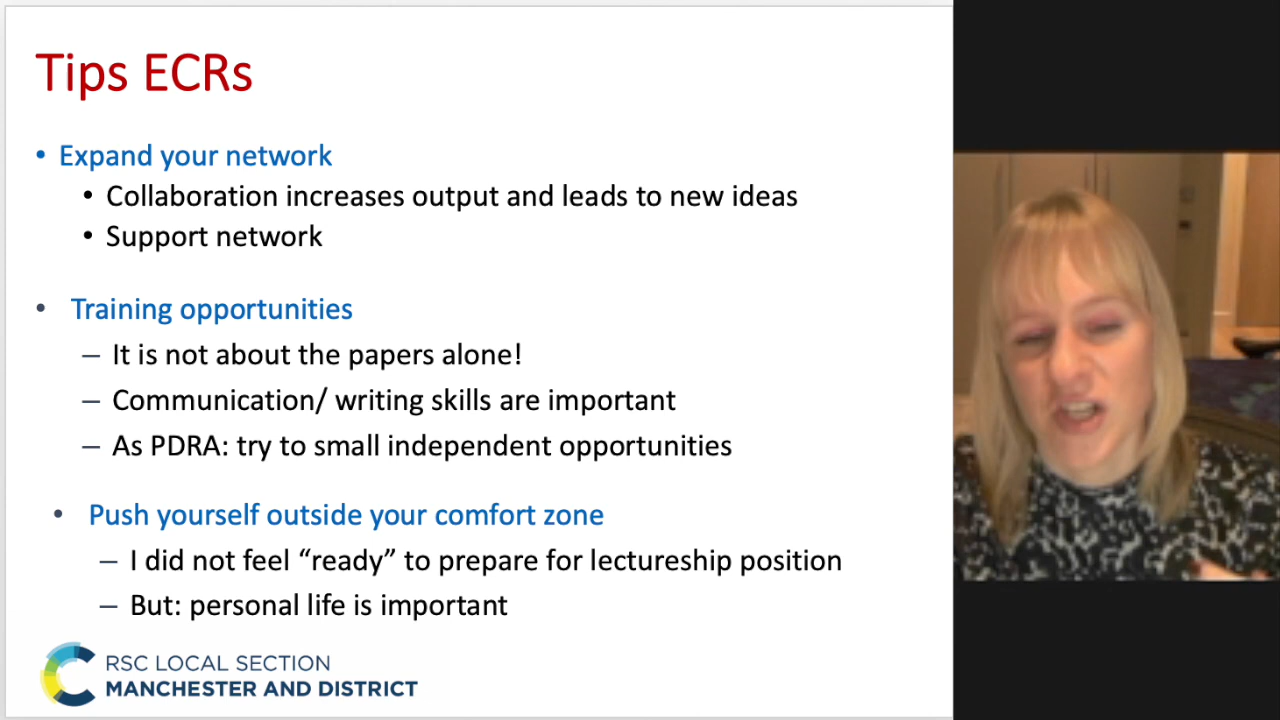 Tips ECRs
• Expand your network
• Collaboration increases output and leads to new ideas
• Support network
• Training opportunities
– It is not about the papers alone!
– Communication/ writing skills are important
– As PDRA: try to small independent opportunities
• Push yourself outside your comfort zone
– I did not feel “ready” to prepare for lectureship position
– But: personal life is important
RSC LOCAL SECTION
MANCHESTER AND DISTRICT